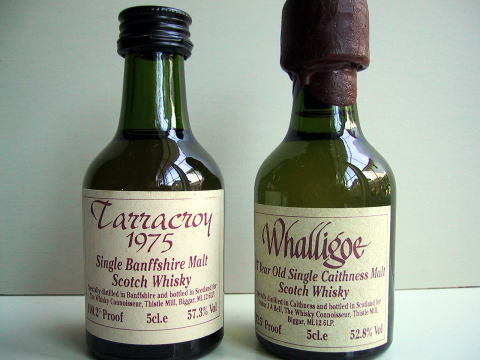 Tarracroy
1975
Single Banffshire Malt
Scotch Whisky
Specially distilled in Banffshire and bottled in Scotland for
The Whisky Connoisseur, Thistle Mill, Biggar, ML12 6LP.
100.2° Proof 5cl.e 57.3% Vol
Whalligoe
Year Old Single Caithness Malt
Scotch Whisky
distilled in Caithness and bottled in Scotland for
J A Bell, The Whisky Connoisseur, Thistle Mill,
Biggar, ML12 6LP.
Proof 5cl.e 52.8% Vol